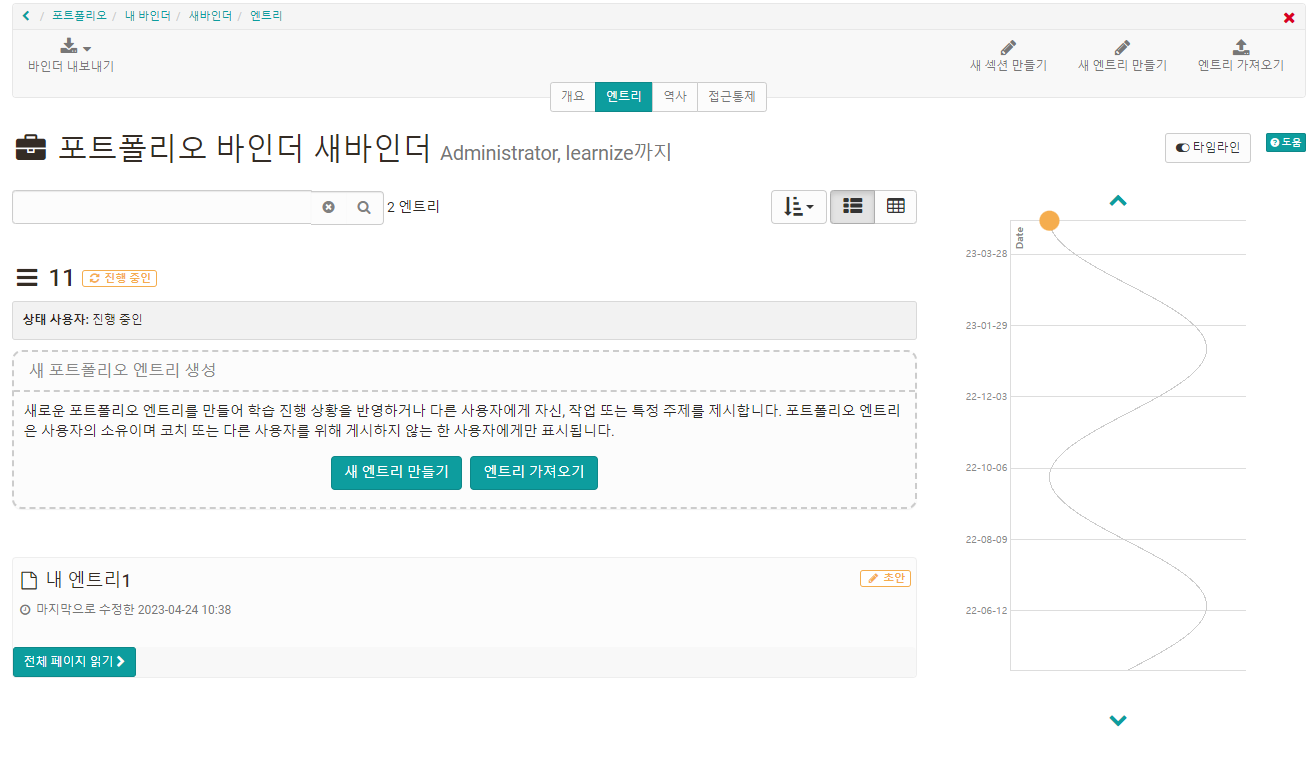 / 포트폴리오 / 내 바인더 / 새바인더 / 엔트리
바인더 내보내기
새 섹션 만들기
새 엔트리 만들기
엔트리 가져오기
개요
엔트리
역사
접근통제
포트폴리오 바인더 새바인더 Administrator, learnize까지
타임라인
도움
2 엔트리
11 진행 중인
상태 사용자: 진행 중인
새 포트폴리오 엔트리 생성
새로운 포트폴리오 엔트리를 만들어 학습 진행 상황을 반영하거나 다른 사용자에게 자신, 작업 또는 특정 주제를 제시합니다. 포트폴리오 엔트리
은 사용자의 소유이며 코치 또는 다른 사용자를 위해 게시하지 않는 한 사용자에게만 표시됩니다.
새 엔트리 만들기
엔트리 가져오기
내 엔트리1
초안
마지막으로 수정한 2023-04-24 10:38
전체 페이지 읽기
Date
23-03-28
23-01-29
22-12-03
22-10-06
22-08-09
22-06-12